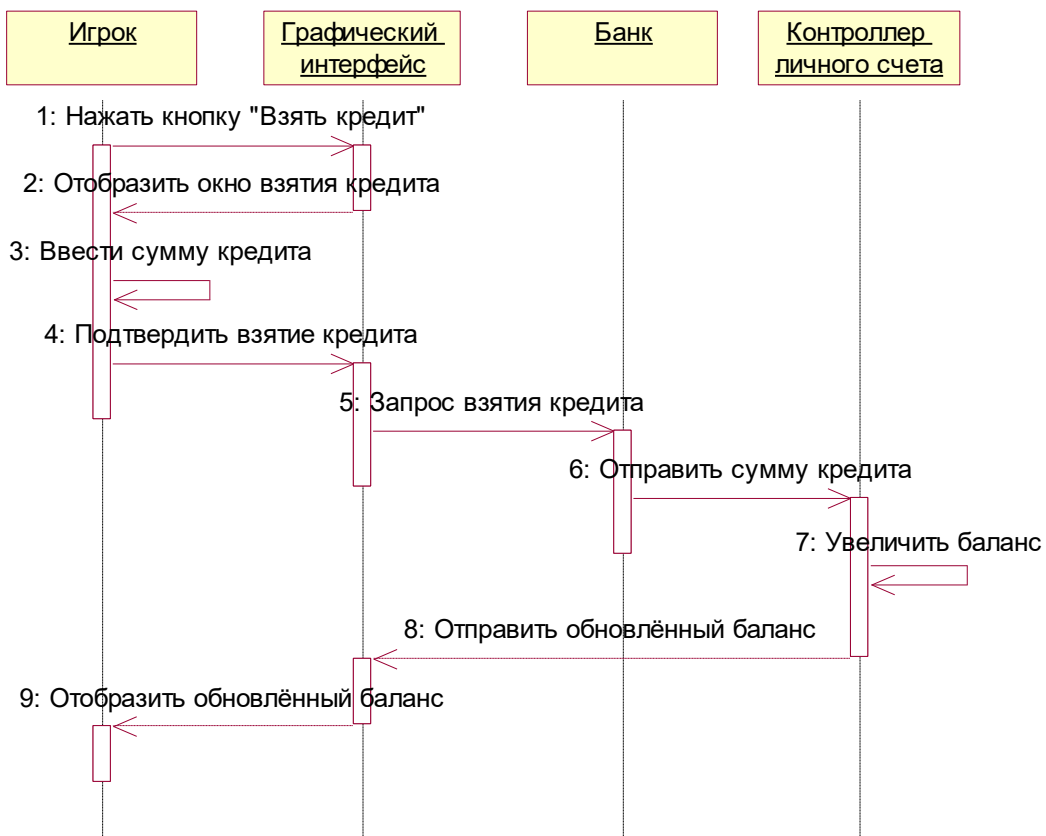 Игрок
Графический
интерфейс
Банк
Контроллер
личного счета
1: Нажать кнопку "Взять кредит"
2: Отобразить окно взятия кредита
3: Ввести сумму кредита
4: Подтвердить взятие кредита
5: Запрос взятия кредита
6: Отправить сумму кредита
7: Увеличить баланс
8: Отправить обновлённый баланс
9: Отобразить обновлённый баланс